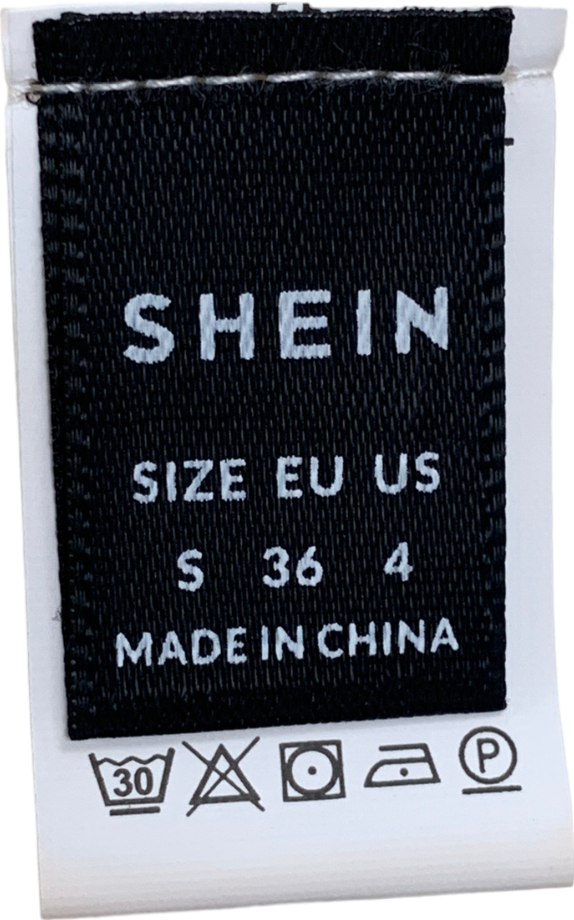 SHEIN
SIZE EU US
S 36 4
MADE IN CHINA
30 P